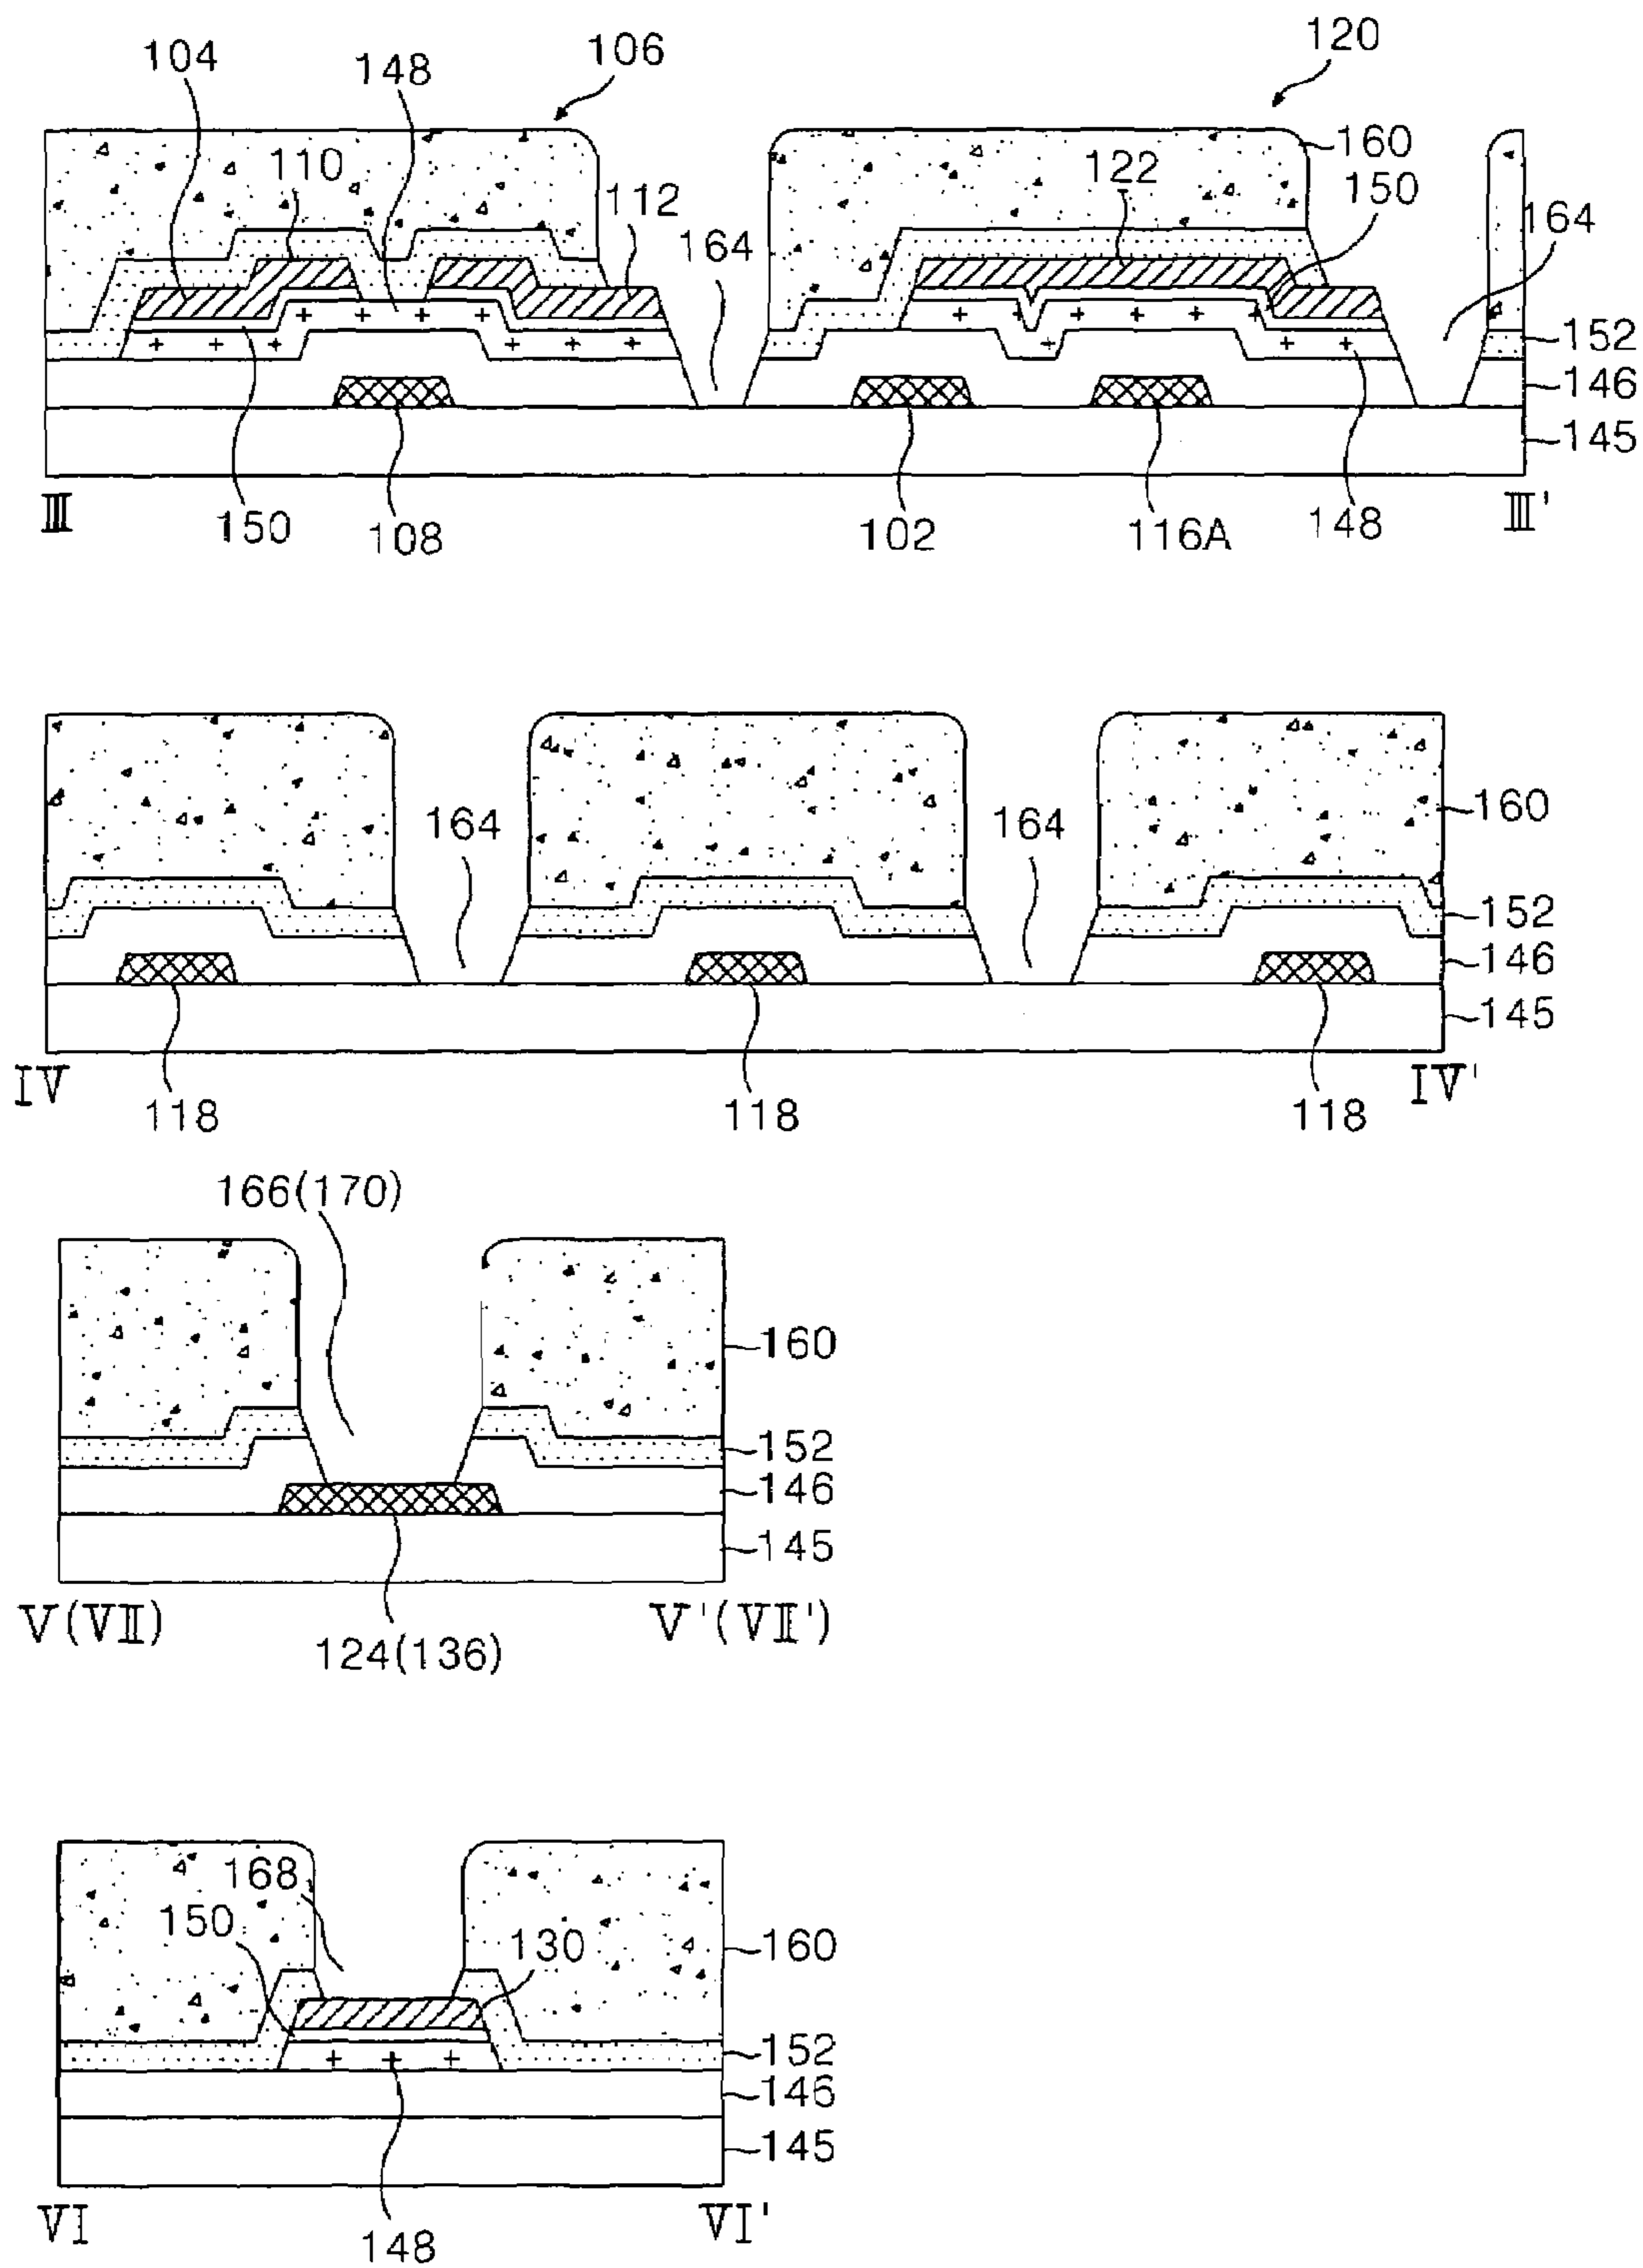 104 148 106 120
110 112 164 122 160 150 164
152
146
145
III 150 108 102 116A 148 III'
164 164 160
152
146
145
IV 118 118 118 IV'
166(170)
160
152
146
145
V(VII) 124(136) V'(VII')
168
150 130 160
152
146
145
VI 148 VI'